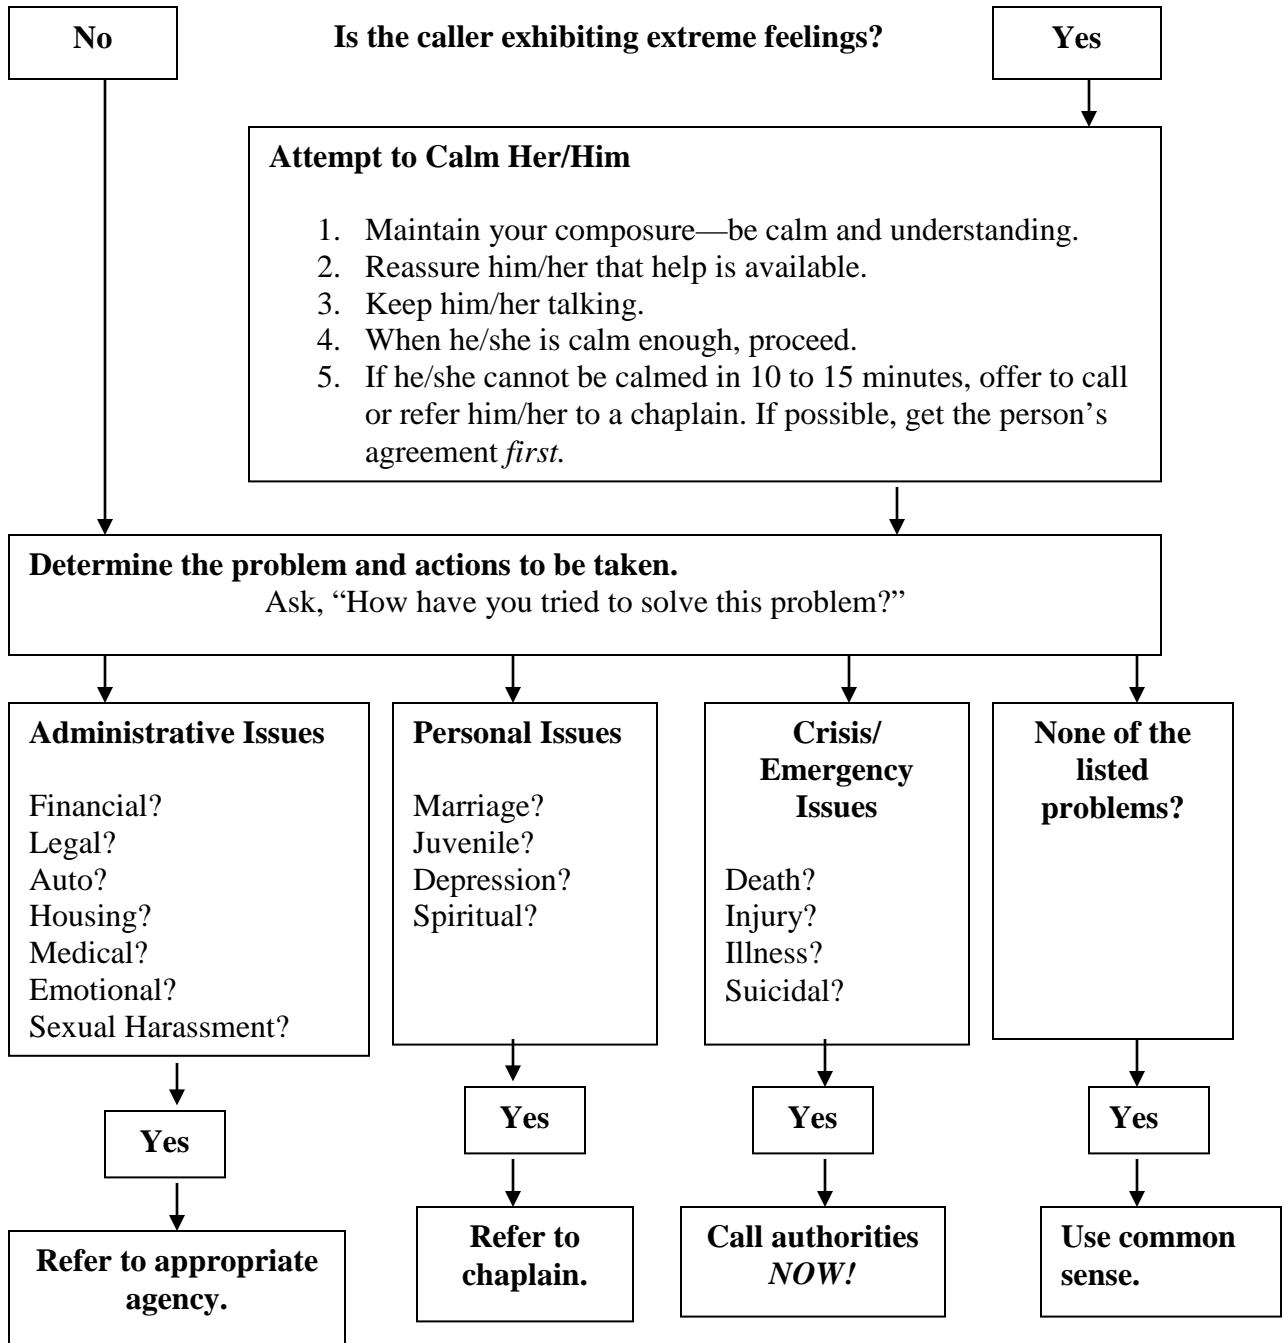 No
Is the caller exhibiting extreme feelings?
Yes
Attempt to Calm Her/Him
1. Maintain your composure—be calm and understanding.
2. Reassure him/her that help is available.
3. Keep him/her talking.
4. When he/she is calm enough, proceed.
5. If he/she cannot be calmed in 10 to 15 minutes, offer to call
or refer him/her to a chaplain. If possible, get the person’s
agreement first.
Determine the problem and actions to be taken.
Ask, “How have you tried to solve this problem?”
Administrative Issues
Financial?
Legal?
Auto?
Housing?
Medical?
Emotional?
Sexual Harassment?
Yes
Refer to appropriate
agency.
Personal Issues
Marriage?
Juvenile?
Depression?
Spiritual?
Yes
Refer to
chaplain.
Crisis/
Emergency
Issues
Death?
Injury?
Illness?
Suicidal?
Yes
Call authorities
NOW!
None of the
listed
problems?
Yes
Use common
sense.